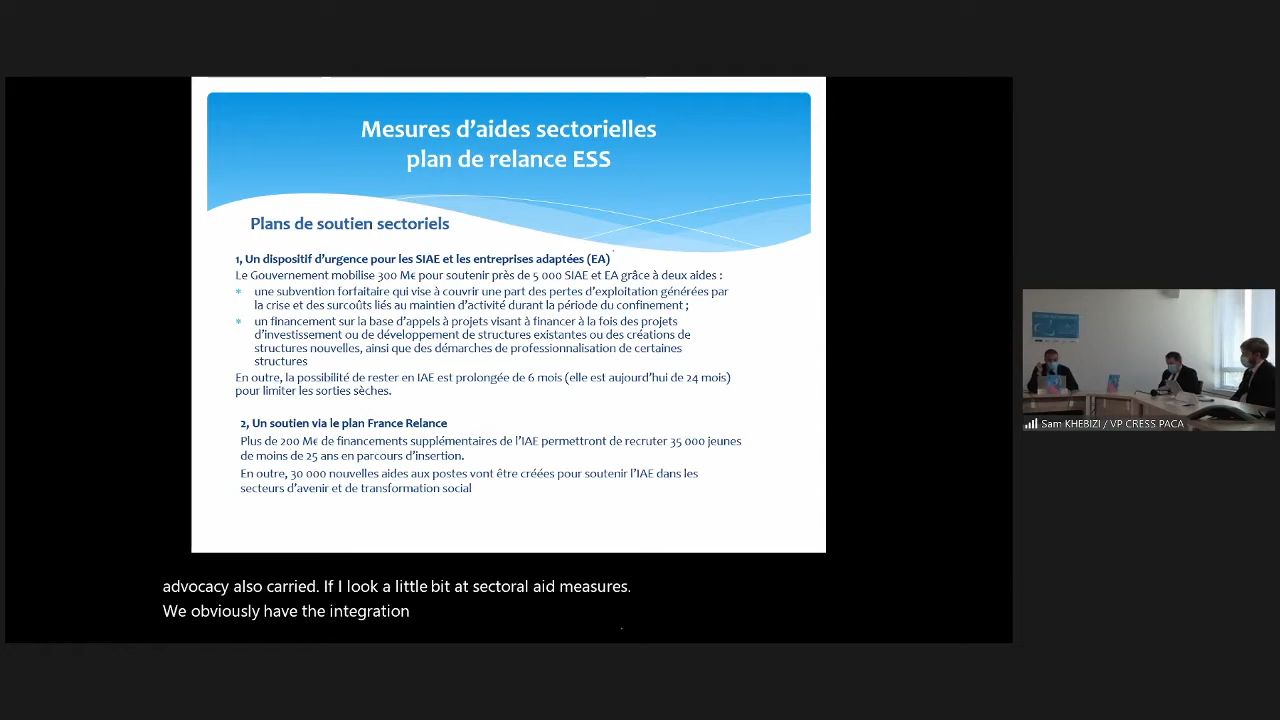 Mesures d'aides sectorielles
plan de relance ESS
Plans de soutien sectoriels
1, Un dispositif d'urgence pour les SIAE et les entreprises adaptées (EA)
Le Gouvernement mobilise 300 M€ pour soutenir près de 5 000 SIAE et EA grâce à deux aides :
* une subvention forfaitaire qui vise à couvrir une part des pertes d'exploitation générées par
la crise et des surcoûts liés au maintien d'activité durant la période du confinement ;
* un financement sur la base d'appels à projets visant à financer à la fois des projets
d'investissement ou de développement de structures existantes ou des créations de
structures nouvelles, ainsi que des démarches de professionnalisation de certaines
structures
En outre, la possibilité de rester en IAE est prolongée de 6 mois (elle est aujourd'hui de 24 mois)
pour limiter les sorties sèches.
2, Un soutien via le plan France Relance
Plus de 200 M€ de financements supplémentaires de l'IAE permettront de recruter 35 000 jeunes
de moins de 25 ans en parcours d'insertion.
En outre, 30 000 nouvelles aides aux postes vont être créées pour soutenir l'IAE dans les
secteurs d'avenir et de transformation social
Sam KHEBIZI / VP CRESS PACA
advocacy also carried. If I look a little bit at sectoral aid measures.
We obviously have the integration